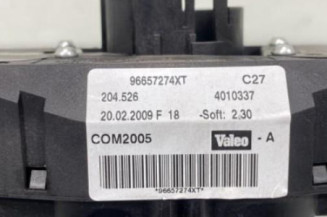 96657274XT C27
204.526 4010337
20.02.2009 F 18 -Soft: 2,30
COM2005 Valeo - A
*96657274XT*